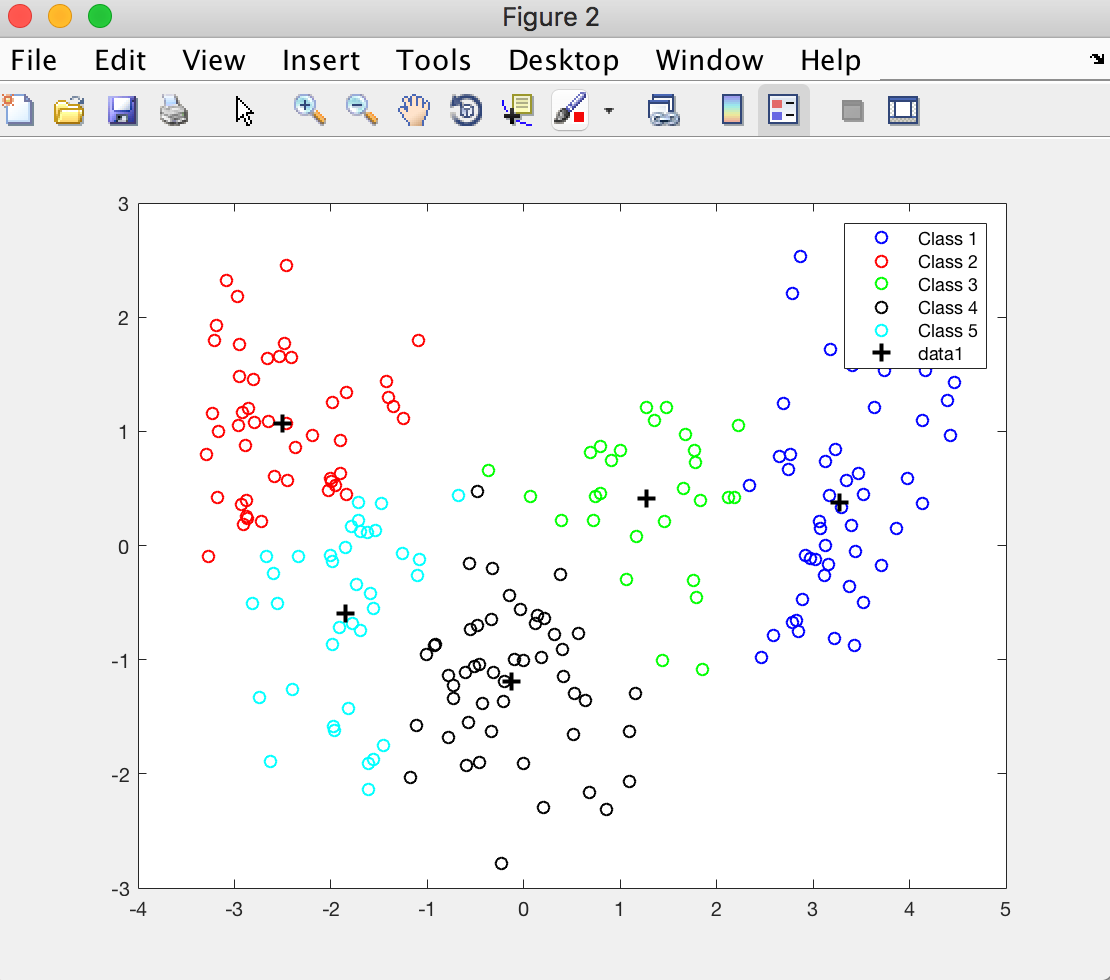 Figure 2
File Edit View Insert Tools Desktop Window Help
3
2
1
0
-1
-2
-3
-4 -3 -2 -1 0 1 2 3 4 5
Class 1
Class 2
Class 3
Class 4
Class 5
data1